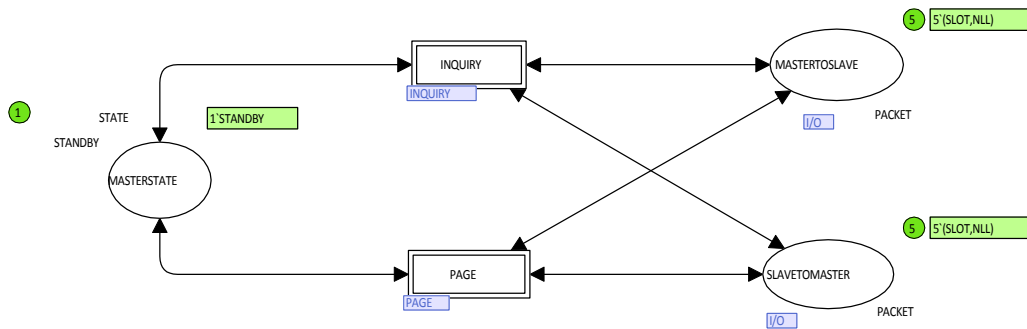 5
5`(SLOT,NLL)
INQUIRY
MASTERTOSLAVE
INQUIRY
1
STATE
1`STANDBY
PACKET
I/O
STANDBY
MASTERSTATE
5
5`(SLOT,NLL)
PAGE
SLAVETOMASTER
PAGE
PACKET
I/O